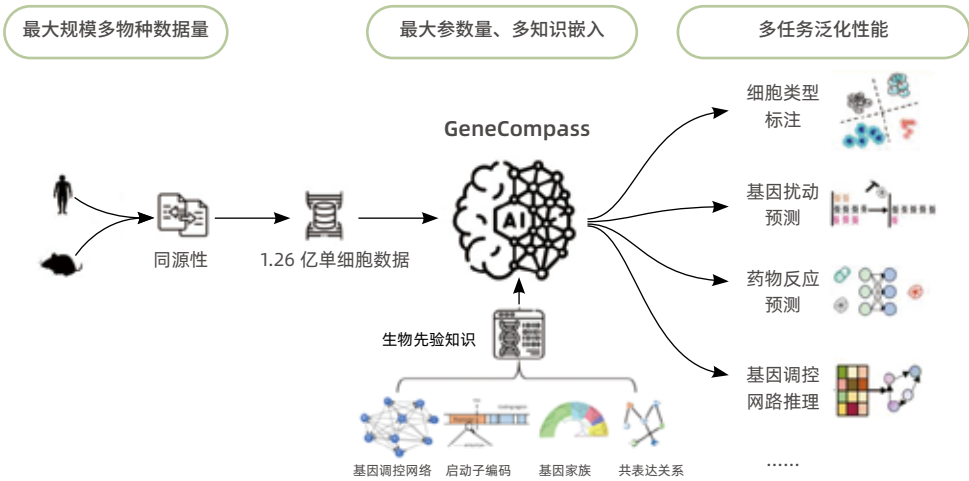 最大规模多物种数据量
最大参数量、多知识嵌入
多任务泛化性能
GeneCompass
AI
同源性
1.26 亿单细胞数据
生物先验知识
基因调控网络
启动子编码
基因家族
共表达关系
细胞类型
标注
基因扰动
预测
药物反应
预测
基因调控
网路推理
......